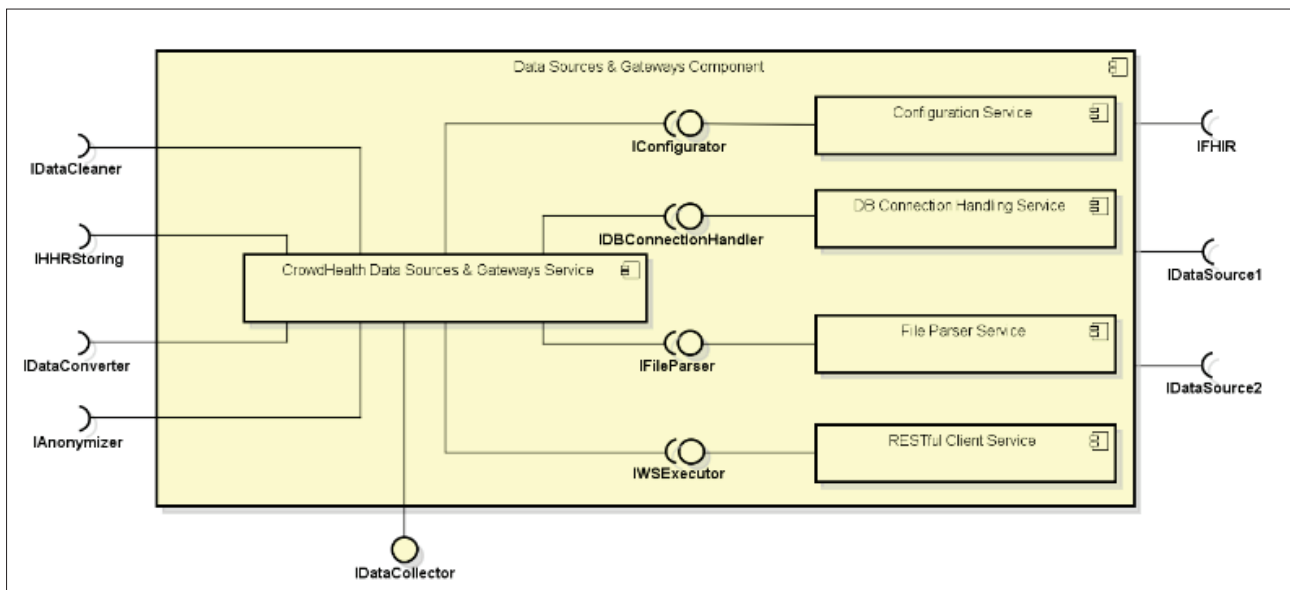 Data Sources & Gateways Component
Configuration Service
IConfigurator
IFHIR
IDataCleaner
DB Connection Handling Service
IDBConnectionHandler
IHHRStoring
CrowdHealth Data Sources & Gateways Service
IDataSource1
File Parser Service
IFileParser
IDataConverter
IDataSource2
IAnonymizer
RESTful Client Service
IWSExecutor
IDataCollector